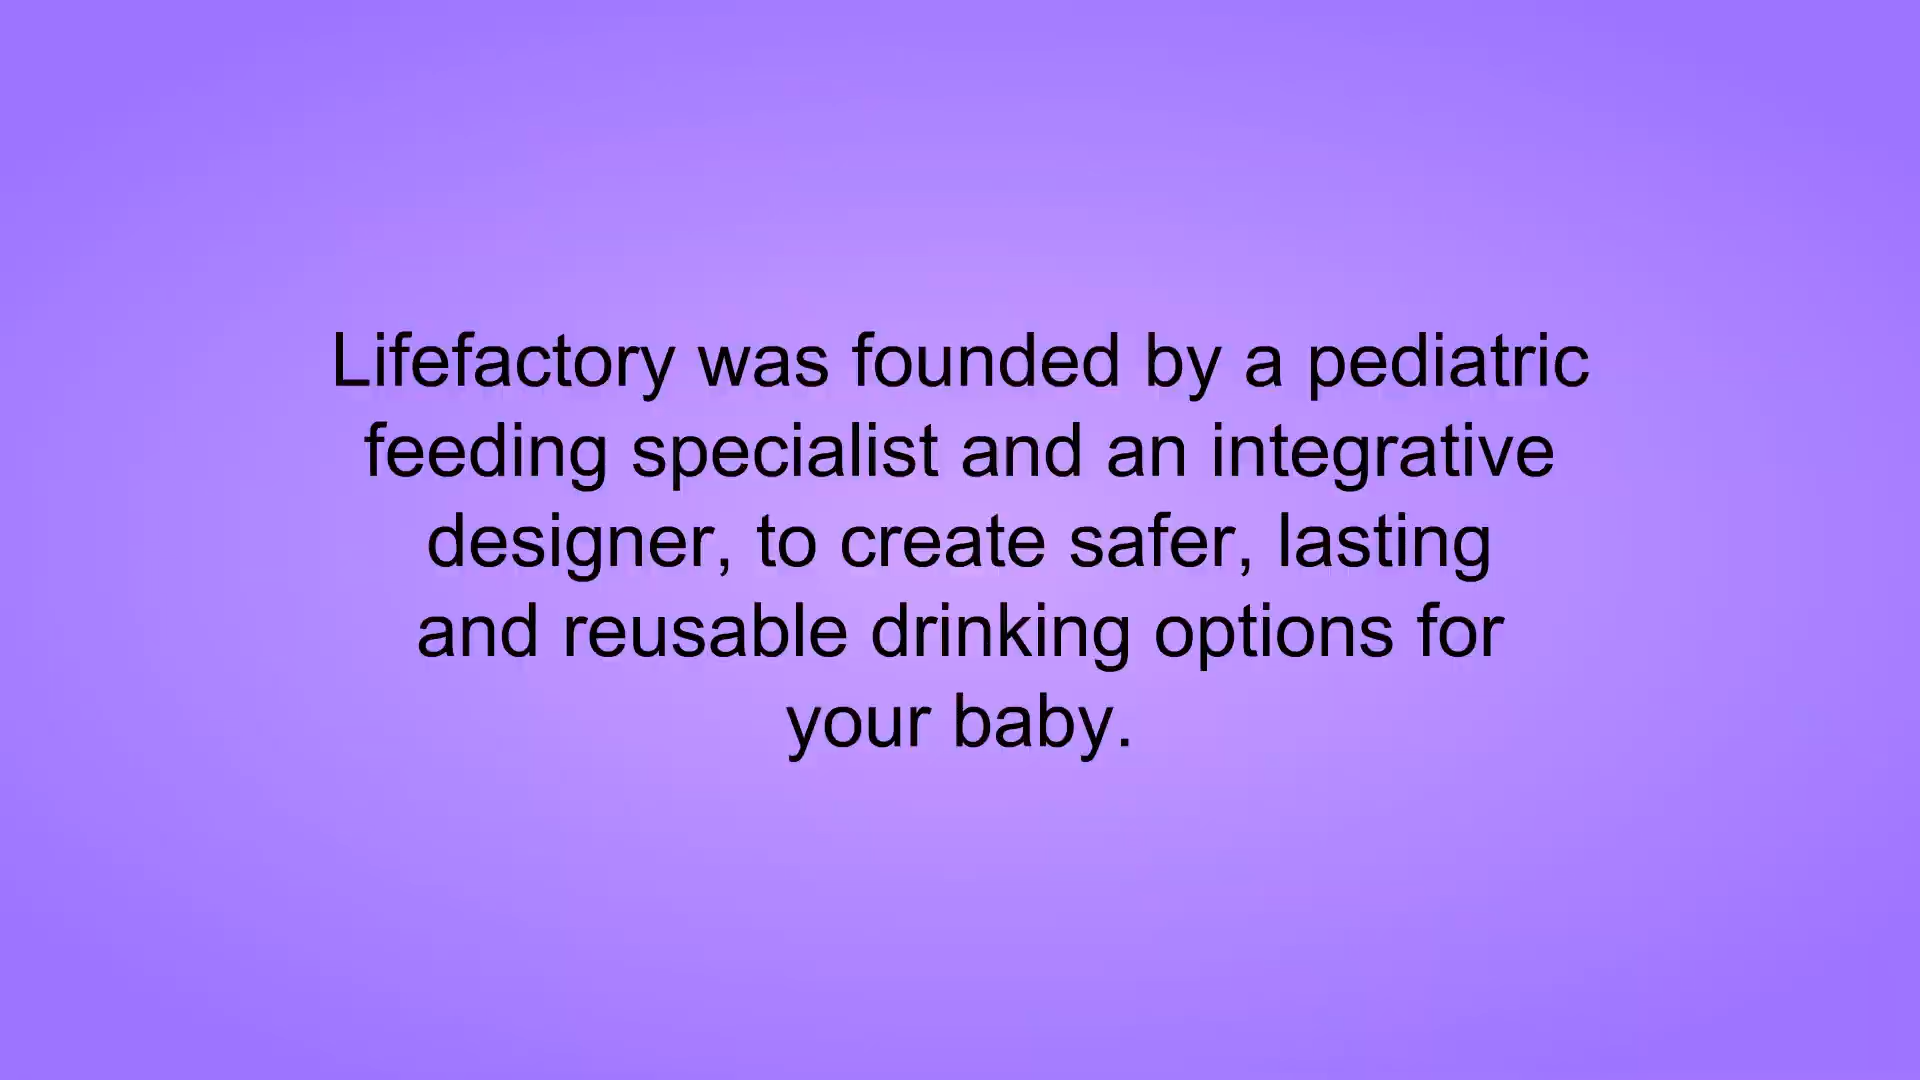 Lifefactory was founded by a pediatric
feeding specialist and an integrative
designer, to create safer, lasting
and reusable drinking options for
your baby.